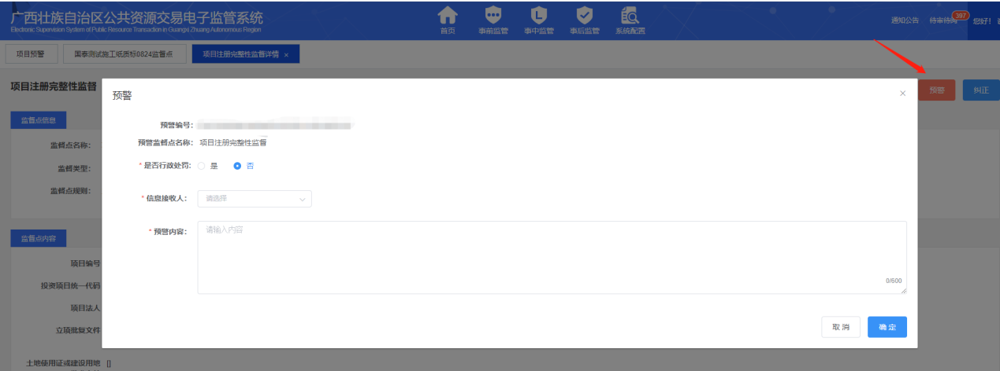 广西壮族自治区公共资源交易电子监管系统
Electronic Supervision System of Public Resource Transaction in Guangxi Zhuang Autonomous Region
首页 事前监管 事中监管 事后监管 系统配置
通知公告 397 您好!
项目预警 国泰测试施工纸质标0824监督点 项目注册完整性监督详情 ×
项目注册完整性监督
预警 纠正
预警 ×
监督点信息
监督点名称:
监督类型:
监督点规则:
预警编号:
预警监督点名称: 项目注册完整性监督
* 是否行政处罚: 是 否
* 信息接收人: 请选择
* 预警内容: 请输入内容
0/600
取消 确定
监督点内容
项目编号
投资项目统一代码
项目法人
立项批复文件
土地使用证或建设用地 []